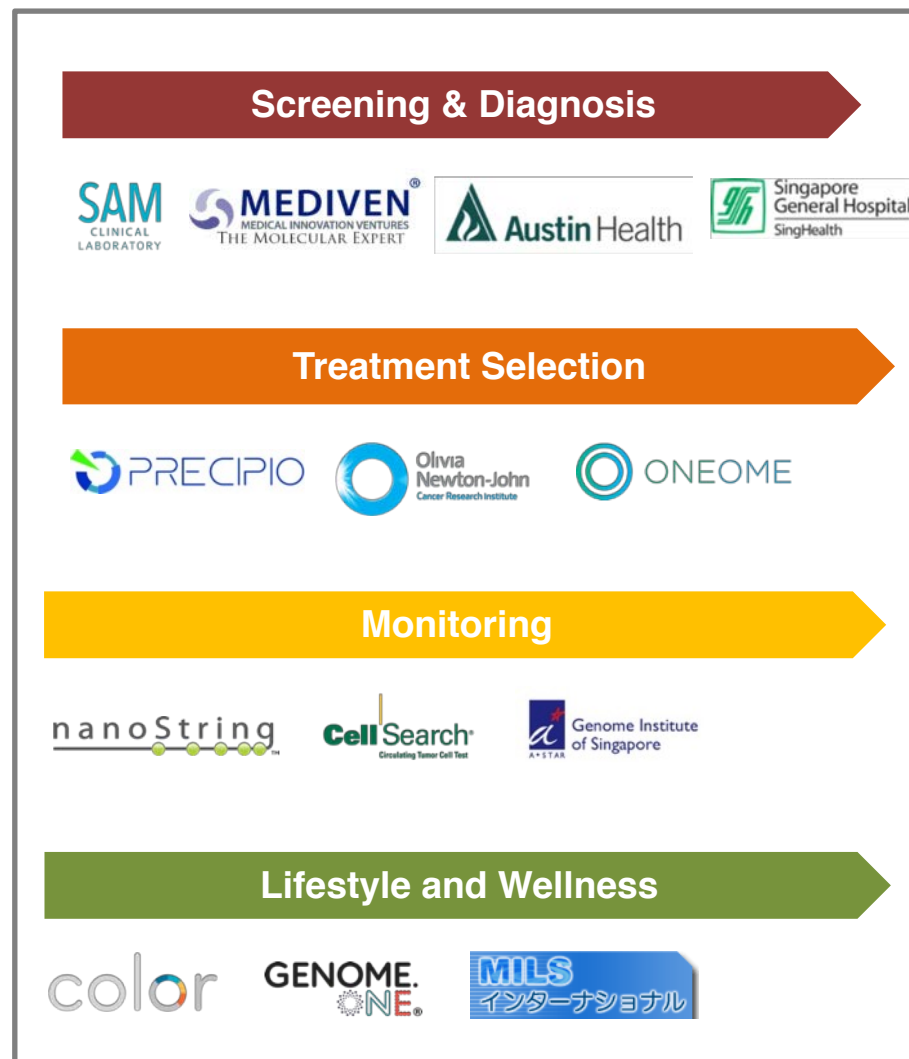 Screening & Diagnosis
SAM
CLINICAL
LABORATORY
MEDIVEN®
MEDICAL INNOVATION VENTURES
THE MOLECULAR EXPERT
Austin Health
Singapore
General Hospital
SingHealth
Treatment Selection
PRECIPIO
Olivia
Newton-John
Cancer Research Institute
ONEOME
Monitoring
nanoString™
CellSearch®
Circulating Tumor Cell Test
A★STAR
Genome Institute
of Singapore
Lifestyle and Wellness
color
GENOME.
ONE®
MILS
インターナショナル